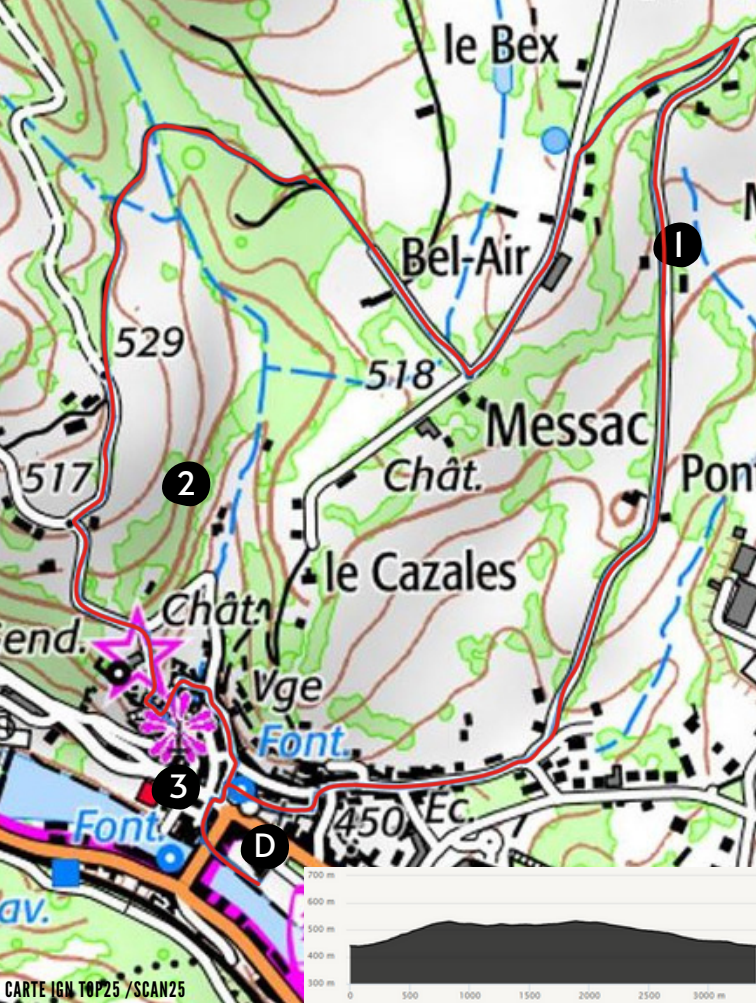 le Bex
1
Bel-Air
529
518
Messac
Chât.
517
2
Pon
le Cazales
Chât.
end.
Vge
Font.
3
450
Ec.
Font.
D
av.
700 m
600 m
500 m
400 m
300 m
0
500
1000
1500
2000
2500
3000 m
CARTE IGN TOP25 /SCAN25